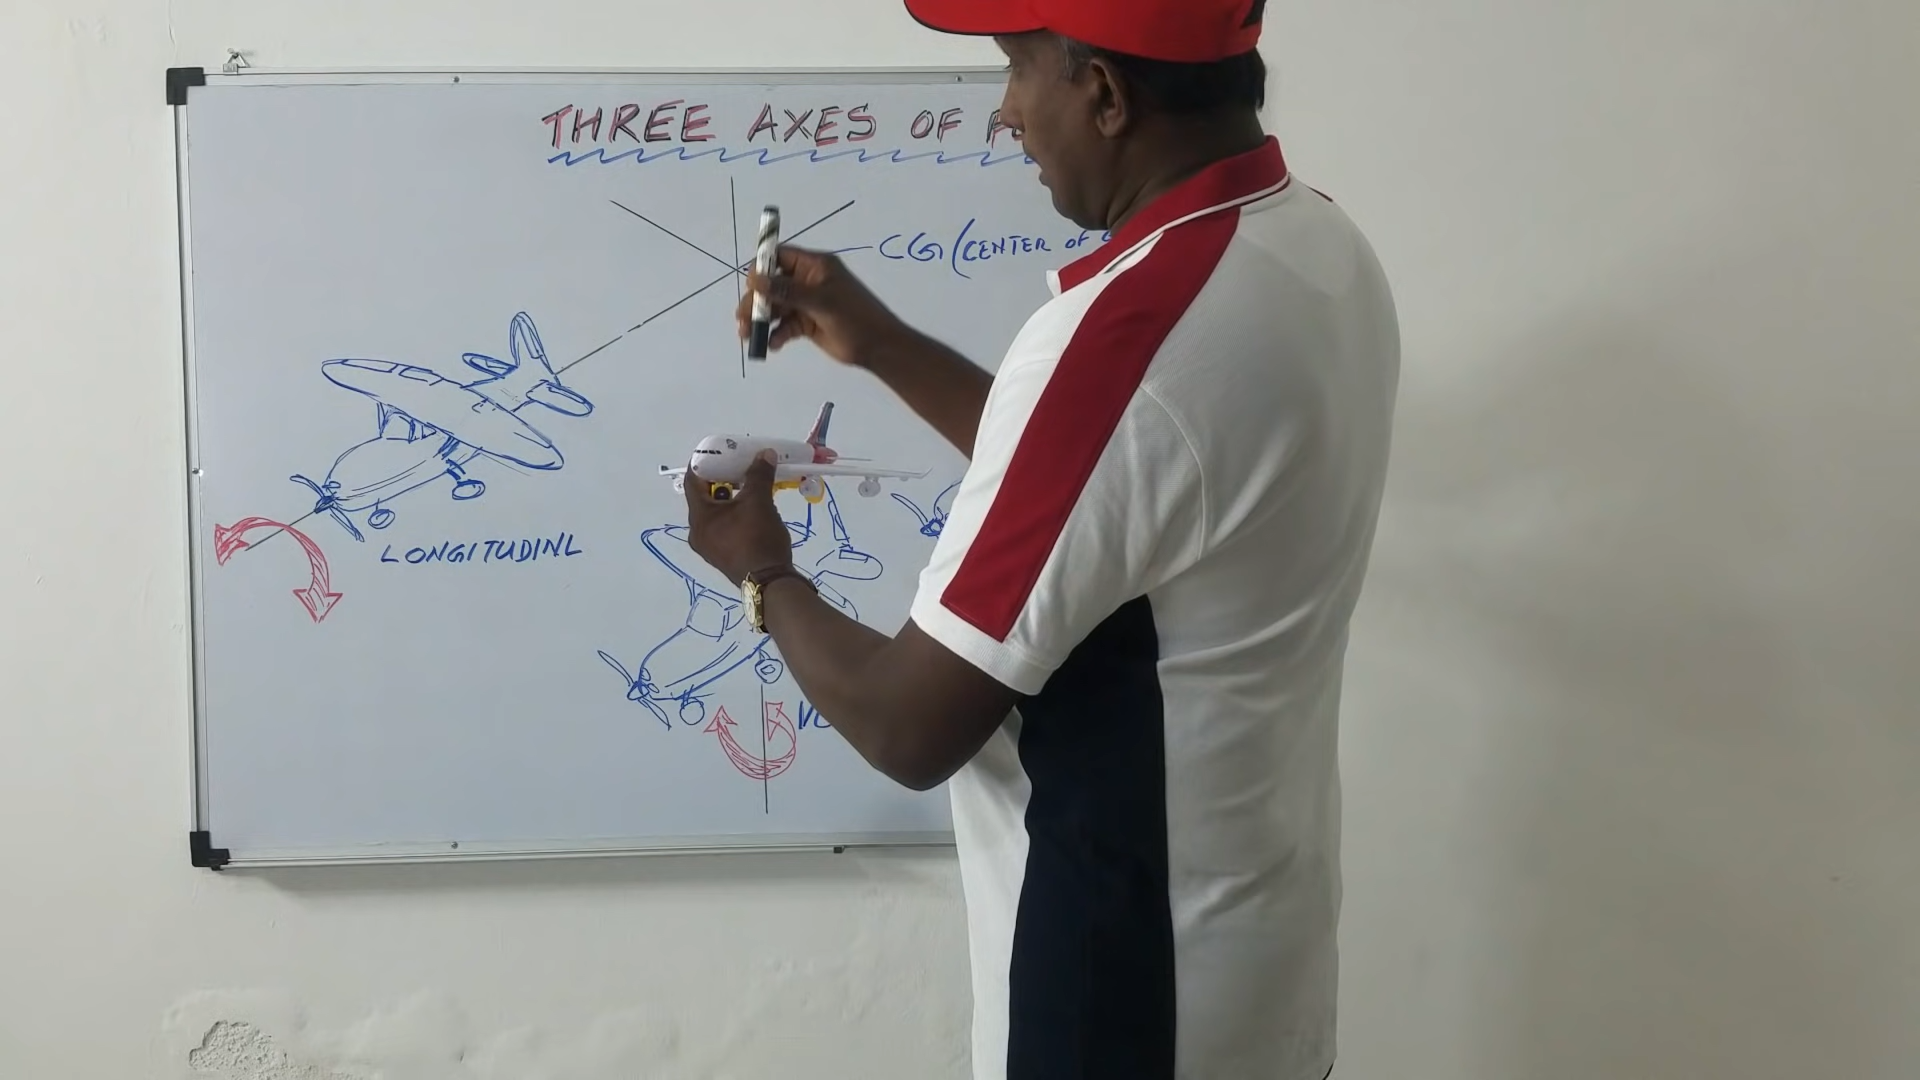 THREE AXES OF
CG (CENTER OF
LONGITUDINL